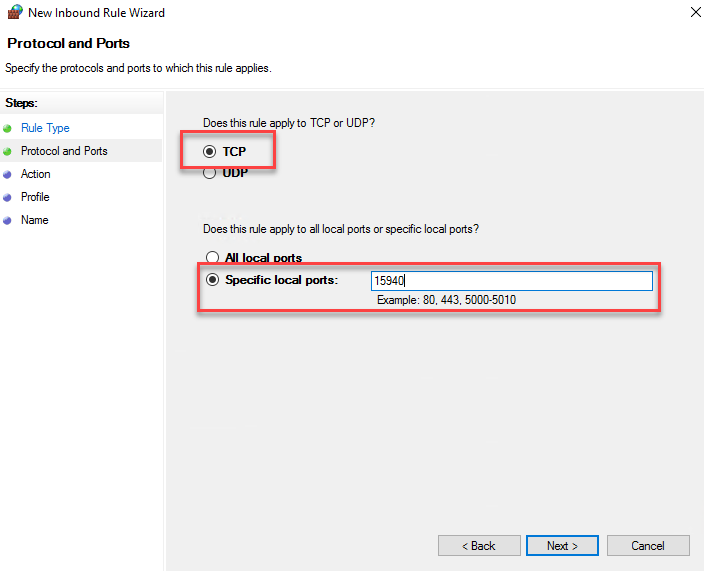 New Inbound Rule Wizard
Protocol and Ports
Specify the protocols and ports to which this rule applies.
Steps:
Rule Type
Protocol and Ports
Action
Profile
Name
Does this rule apply to TCP or UDP?
TCP
UDP
Does this rule apply to all local ports or specific local ports?
All local ports
Specific local ports: 15940
Example: 80, 443, 5000-5010
< Back Next > Cancel